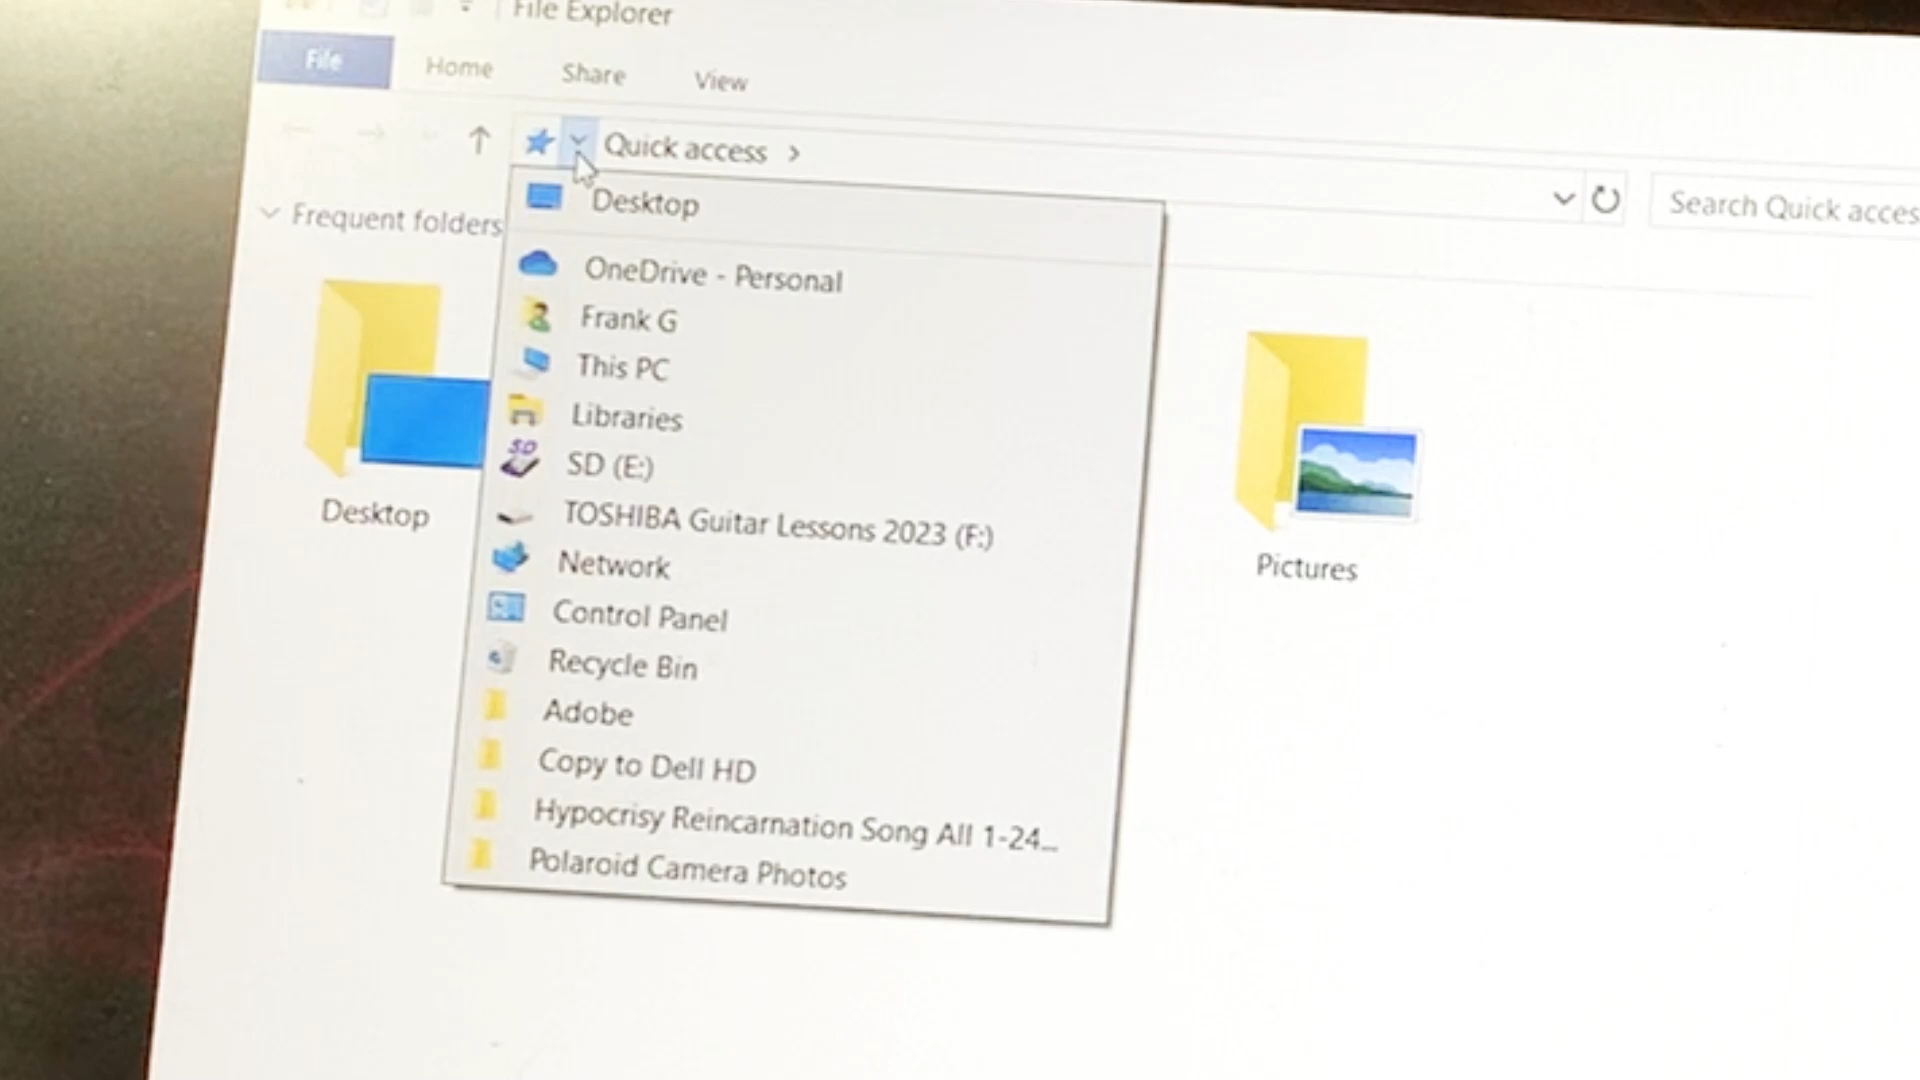 File Explorer
File Home Share View
Quick access
Search Quick acces
Frequent folders
Desktop
OneDrive - Personal
Frank G
This PC
Libraries
SD
SD (E:)
TOSHIBA Guitar Lessons 2023 (F:)
Network
Control Panel
Recycle Bin
Adobe
Copy to Dell HD
Hypocrisy Reincarnation Song All 1-24...
Polaroid Camera Photos
Desktop
Pictures